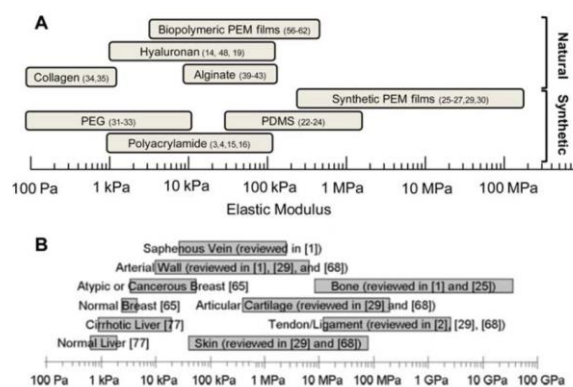 A
Biopolymeric PEM films (56-62)
Hyaluronan (14, 48, 19)
Collagen (34,35)
Alginate (39-43)
Natural
Synthetic PEM films (25-27,29,30)
PEG (31-33)
PDMS (22-24)
Polyacrylamide (3,4,15,16)
Synthetic
100 Pa 1 kPa 10 kPa 100 kPa 1 MPa 10 MPa 100 MPa
Elastic Modulus
B
Saphenous Vein (reviewed in [1])
Arterial Wall (reviewed in [1], [29], and [68])
Atypic or Cancerous Breast [65] Bone (reviewed in [1] and [25])
Normal Breast [65] Articular Cartilage (reviewed in [29] and [68])
Cirrhotic Liver [77] Tendon/Ligament (reviewed in [2], [29], [68])
Normal Liver [77] Skin (reviewed in [29] and [68])
100 Pa 1 kPa 10 kPa 100 kPa 1 MPa 10 MPa 100 MPa 1 GPa 10 GPa 100 GPa